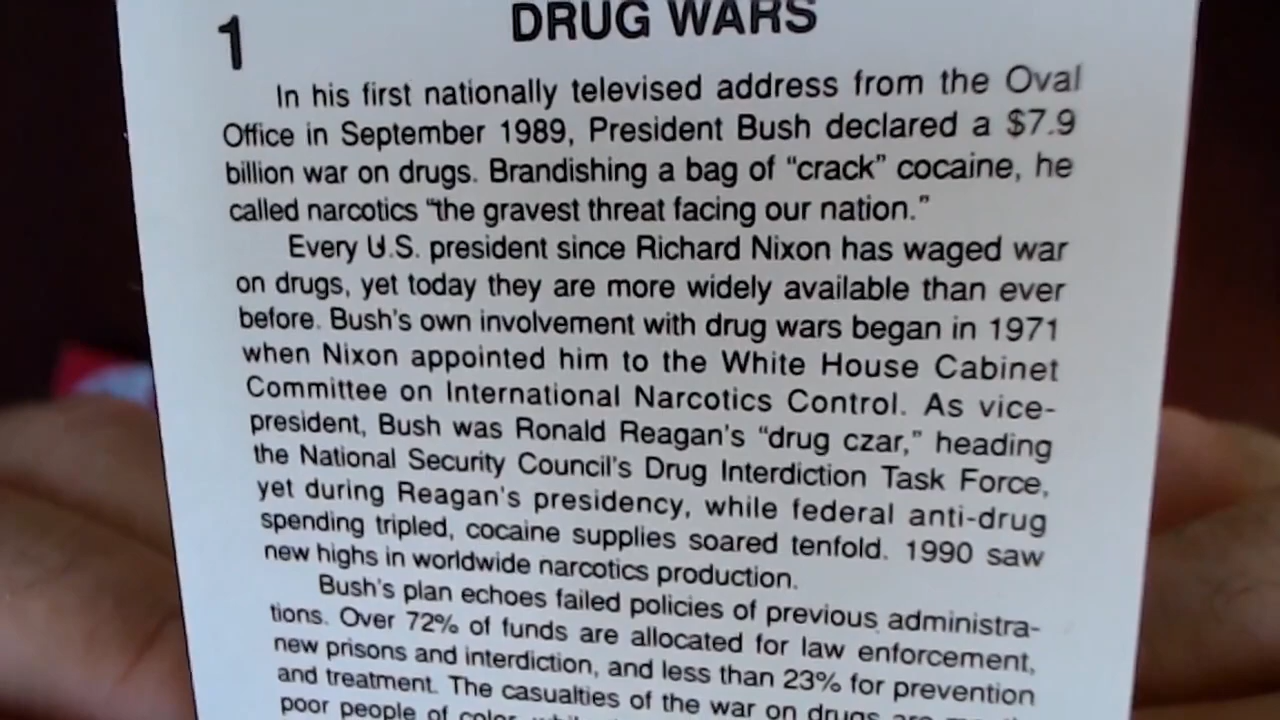 1
DRUG WARS
In his first nationally televised address from the Oval
Office in September 1989, President Bush declared a $7.9
billion war on drugs. Brandishing a bag of “crack” cocaine, he
called narcotics “the gravest threat facing our nation.”
Every U.S. president since Richard Nixon has waged war
on drugs, yet today they are more widely available than ever
before. Bush's own involvement with drug wars began in 1971
when Nixon appointed him to the White House Cabinet
Committee on International Narcotics Control. As vice-
president, Bush was Ronald Reagan's “drug czar,” heading
the National Security Council's Drug Interdiction Task Force,
yet during Reagan's presidency, while federal anti-drug
spending tripled, cocaine supplies soared tenfold. 1990 saw
new highs in worldwide narcotics production.
Bush's plan echoes failed policies of previous administra-
tions. Over 72% of funds are allocated for law enforcement,
new prisons and interdiction, and less than 23% for prevention
and treatment. The casualties of the war on drugs are
poor people of color,